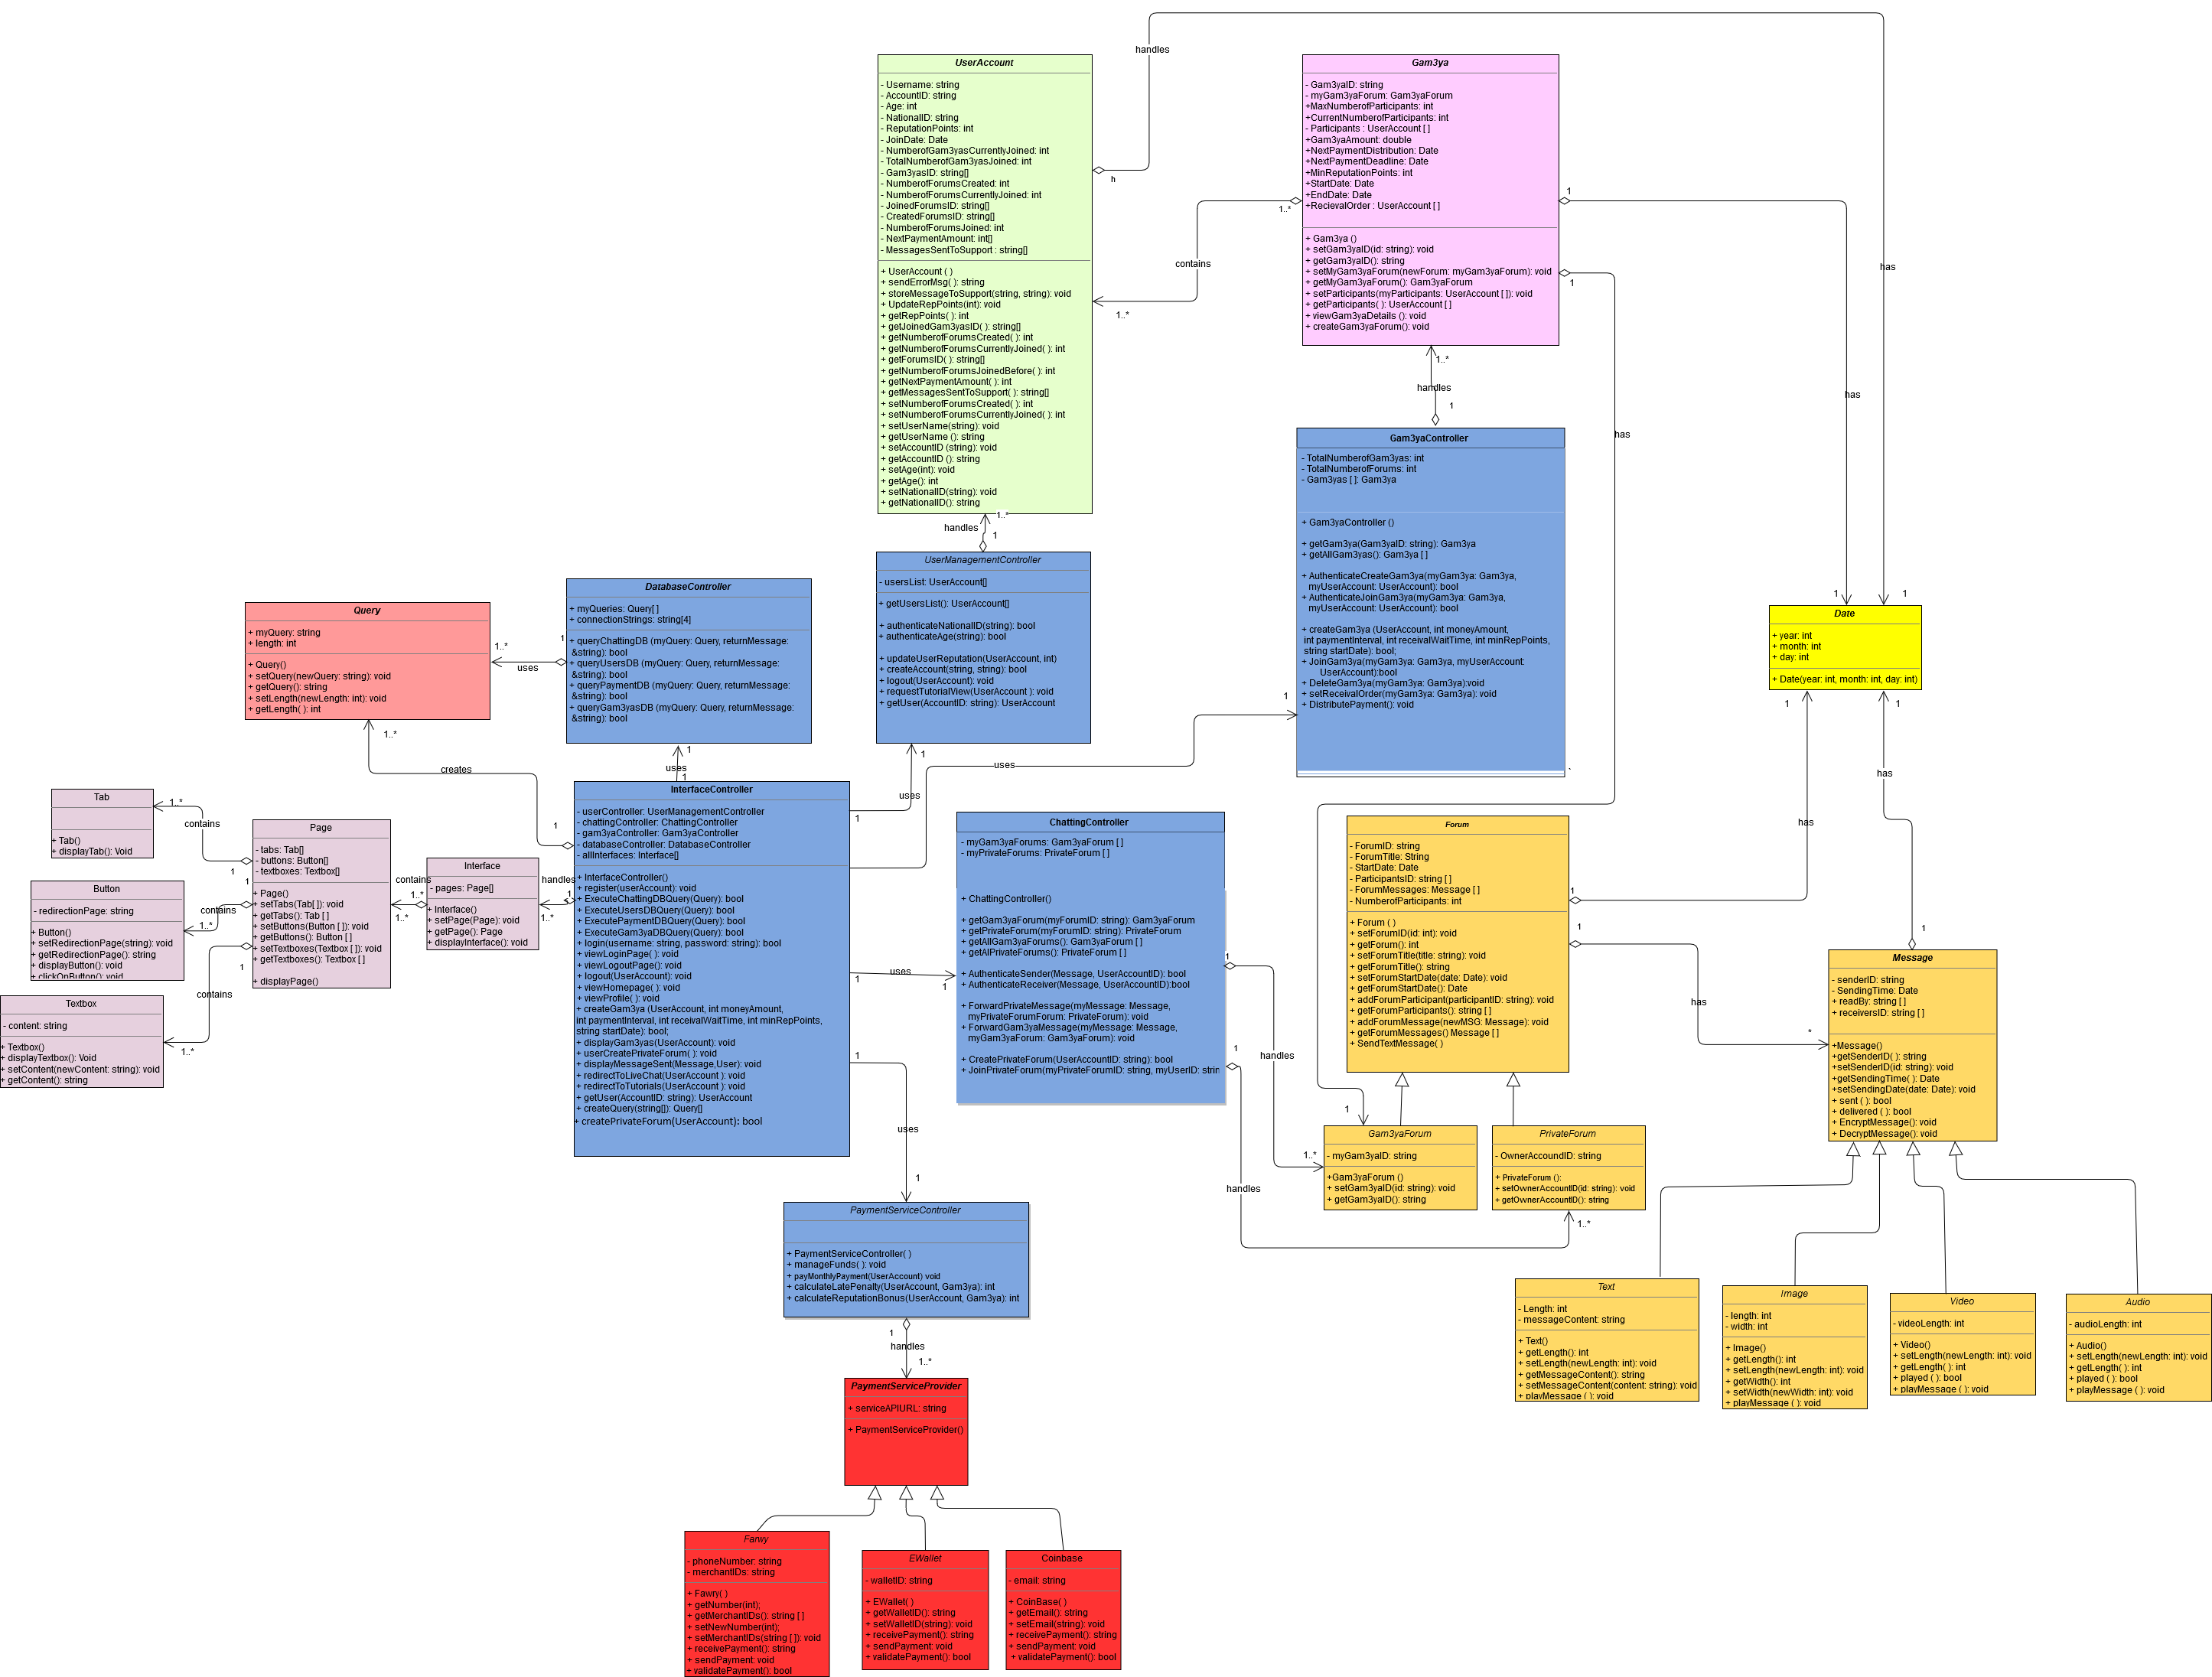 handles
UserAccount
- Username: string
- AccountID: string
- Age: int
- NationalID: string
- ReputationPoints: int
- JoinDate: Date
- NumberofGam3yasCurrentlyJoined: int
- TotalNumberofGam3yasJoined: int
- Gam3yasID: string[]
- NumberofForumsCreated: int
- NumberofForumsCurrentlyJoined: int
- JoinedForumsID: string[]
- CreatedForumsID: string[]
- NumberofForumsJoined: int
- NextPaymentAmount: int[]
- MessagesSentToSupport : string[]
+ UserAccount ( )
+ sendErrorMsg( ): string
+ storeMessageToSupport(string, string): void
+ UpdateRepPoints(int): void
+ getRepPoints( ): int
+ getJoinedGam3yasID( ): string[]
+ getNumberofForumsCreated( ): int
+ getNumberofForumsCurrentlyJoined( ): int
+ getForumsID( ): string[]
+ getNumberofForumsJoinedBefore( ): int
+ getNextPaymentAmount( ): int
+ getMessagesSentToSupport( ): string[]
+ setNumberofForumsCreated( ): int
+ setNumberofForumsCurrentlyJoined( ): int
+ setUserName(string): void
+ getUserName (): string
+ setAccountID (string): void
+ getAccountID (): string
+ setAge(int): void
+ getAge(): int
+ setNationalID(string): void
+ getNationalID(): string
h
1..*
contains
1..*
Gam3ya
- Gam3yaID: string
- myGam3yaForum: Gam3yaForum
+MaxNumberofParticipants: int
+CurrentNumberofParticipants: int
- Participants : UserAccount [ ]
+Gam3yaAmount: double
+NextPaymentDistribution: Date
+NextPaymentDeadline: Date
+MinReputationPoints: int
+StartDate: Date
+EndDate: Date
+RecievalOrder : UserAccount [ ]
+ Gam3ya ()
+ setGam3yaID(id: string): void
+ getGam3yaID(): string
+ setMyGam3yaForum(newForum: myGam3yaForum): void
+ getMyGam3yaForum(): Gam3yaForum
+ setParticipants(myParticipants: UserAccount [ ]): void
+ getParticipants( ): UserAccount [ ]
+ viewGam3yaDetails (): void
+ createGam3yaForum(): void
1
1
has
has
has
1..*
handles
1
Gam3yaController
- TotalNumberofGam3yas: int
- TotalNumberofForums: int
- Gam3yas [ ]: Gam3ya
+ Gam3yaController ()
+ getGam3ya(Gam3yaID: string): Gam3ya
+ getAllGam3yas(): Gam3ya [ ]
+ AuthenticateCreateGam3ya(myGam3ya: Gam3ya,
myUserAccount: UserAccount): bool
+ AuthenticateJoinGam3ya(myGam3ya: Gam3ya,
myUserAccount: UserAccount): bool
+ createGam3ya (UserAccount, int moneyAmount,
int paymentInterval, int receivalWaitTime, int minRepPoints,
string startDate): bool;
+ JoinGam3ya(myGam3ya: Gam3ya, myUserAccount:
UserAccount):bool
+ DeleteGam3ya(myGam3ya: Gam3ya):void
+ setReceivalOrder(myGam3ya: Gam3ya): void
+ DistributePayment(): void
.
1..*
handles
1
UserManagementController
- usersList: UserAccount[]
+ getUsersList(): UserAccount[]
+ authenticateNationalID(string): bool
+ authenticateAge(string): bool
+ updateUserReputation(UserAccount, int)
+ createAccount(string, string): bool
+ logout(UserAccount): void
+ requestTutorialView(UserAccount ): void
+ getUser(AccountID: string): UserAccount
DatabaseController
+ myQueries: Query[ ]
+ connectionStrings: string[4]
+ queryChattingDB (myQuery: Query, returnMessage:
&string): bool
+ queryUsersDB (myQuery: Query, returnMessage:
&string): bool
+ queryPaymentDB (myQuery: Query, returnMessage:
&string): bool
+ queryGam3yasDB (myQuery: Query, returnMessage:
&string): bool
1
1..*
uses
Query
+ myQuery: string
+ length: int
+ Query()
+ setQuery(newQuery: string): void
+ getQuery(): string
+ setLength(newLength: int): void
+ getLength( ): int
1..*
creates
1
1
uses
1
1
uses
1
1
uses
1
1
Date
+ year: int
+ month: int
+ day: int
+ Date(year: int, month: int, day: int)
1
1
has
has
Tab
+ Tab()
+ displayTab(): Void
1..*
contains
1
Button
- redirectionPage: string
+ Button()
+ setRedirectionPage(string): void
+ getRedirectionPage(): string
+ displayButton(): void
+ clickOnButton(): void
1
contains
1..*
Textbox
- content: string
+ Textbox()
+ displayTextbox(): Void
+ setContent(newContent: string): void
+ getContent(): string
1
contains
1..*
Page
- tabs: Tab[]
- buttons: Button[]
- textboxes: Textbox[]
+ Page()
+ setTabs(Tab[ ]): void
+ getTabs(): Tab [ ]
+ setButtons(Button [ ]): void
+ getButtons(): Button [ ]
+ setTextboxes(Textbox [ ]): void
+ getTextboxes(): Textbox [ ]
+ displayPage()
contains
1..*
1..*
Interface
- pages: Page[]
+ Interface()
+ setPage(Page): void
+ getPage(): Page
+ displayInterface(): void
handles
1
1..*
InterfaceController
- userController: UserManagementController
- chattingController: ChattingController
- gam3yaController: Gam3yaController
- databaseController: DatabaseController
- allInterfaces: Interface[]
+ InterfaceController()
+ register(userAccount): void
+ ExecuteChattingDBQuery(Query): bool
+ ExecuteUsersDBQuery(Query): bool
+ ExecutePaymentDBQuery(Query): bool
+ ExecuteGam3yaDBQuery(Query): bool
+ login(username: string, password: string): bool
+ viewLoginPage( ): void
+ viewLogoutPage(): void
+ logout(UserAccount): void
+ viewHomepage( ): void
+ viewProfile( ): void
+ createGam3ya (UserAccount, int moneyAmount,
int paymentInterval, int receivalWaitTime, int minRepPoints,
string startDate): bool;
+ displayGam3yas(UserAccount): void
+ userCreatePrivateForum( ): void
+ displayMessageSent(Message,User): void
+ redirectToLiveChat(UserAccount ): void
+ redirectToTutorials(UserAccount ): void
+ getUser(AccountID: string): UserAccount
+ createQuery(string[]): Query[]
+ createPrivateForum(UserAccount): bool
uses
1
1
1
uses
1
ChattingController
- myGam3yaForums: Gam3yaForum [ ]
- myPrivateForums: PrivateForum [ ]
+ ChattingController()
+ getGam3yaForum(myForumID: string): Gam3yaForum
+ getPrivateForum(myForumID: string): PrivateForum
+ getAllGam3yaForums(): Gam3yaForum [ ]
+ getAlPrivateForums(): PrivateForum [ ]
+ AuthenticateSender(Message, UserAccountID): bool
+ AuthenticateReceiver(Message, UserAccountID):bool
+ ForwardPrivateMessage(myMessage: Message,
myPrivateForumForum: PrivateForum): void
+ ForwardGam3yaMessage(myMessage: Message,
myGam3yaForum: Gam3yaForum): void
+ CreatePrivateForum(UserAccountID: string): bool
+ JoinPrivateForum(myPrivateForumID: string, myUserID: strin
1
handles
1..*
1
handles
1..*
Forum
- ForumID: string
- ForumTitle: String
- StartDate: Date
- ParticipantsID: string [ ]
- ForumMessages: Message [ ]
- NumberofParticipants: int
+ Forum ( )
+ setForumID(id: int): void
+ getForum(): int
+ setForumTitle(title: string): void
+ getForumTitle(): string
+ setForumStartDate(date: Date): void
+ getForumStartDate(): Date
+ addForumParticipant(participantID: string): void
+ getForumParticipants(): string [ ]
+ addForumMessage(newMSG: Message): void
+ getForumMessages() Message [ ]
+ SendTextMessage( )
1
1
has
*
1
1
Message
- senderID: string
- SendingTime: Date
+ readBy: string [ ]
+ receiversID: string [ ]
+Message()
+getSenderID( ): string
+setSenderID(id: string): void
+getSendingTime( ): Date
+setSendingDate(date: Date): void
+ sent ( ): bool
+ delivered ( ): bool
+ EncryptMessage(): void
+ DecryptMessage(): void
1
Gam3yaForum
- myGam3yaID: string
+Gam3yaForum ()
+ setGam3yaID(id: string): void
+ getGam3yaID(): string
PrivateForum
- OwnerAccoundID: string
+ PrivateForum ():
+ setOwnerAccountID(id: string): void
+ getOwnerAccountID(): string
PaymentServiceController
+ PaymentServiceController( )
+ manageFunds( ): void
+ payMonthlyPayment(UserAccount) void
+ calculateLatePenalty(UserAccount, Gam3ya): int
+ calculateReputationBonus(UserAccount, Gam3ya): int
1
handles
1..*
Text
- Length: int
- messageContent: string
+ Text()
+ getLength(): int
+ setLength(newLength: int): void
+ getMessageContent(): string
+ setMessageContent(content: string): void
+ playMessage ( ): void
Image
- length: int
- width: int
+ Image()
+ getLength(): int
+ setLength(newLength: int): void
+ getWidth(): int
+ setWidth(newWidth: int): void
+ playMessage ( ): void
Video
- videoLength: int
+ Video()
+ setLength(newLength: int): void
+ getLength( ): int
+ played ( ): bool
+ playMessage ( ): void
Audio
- audioLength: int
+ Audio()
+ setLength(newLength: int): void
+ getLength( ): int
+ played ( ): bool
+ playMessage ( ): void
PaymentServiceProvider
+ serviceAPIURL: string
+ PaymentServiceProvider()
Farwy
- phoneNumber: string
- merchantIDs: string
+ Fawry( )
+ getNumber(int);
+ getMerchantIDs(): string [ ]
+ setNewNumber(int);
+ setMerchantIDs(string [ ]): void
+ receivePayment(): string
+ sendPayment: void
+ validatePayment(): bool
EWallet
- walletID: string
+ EWallet( )
+ getWalletID(): string
+ setWalletID(string): void
+ receivePayment(): string
+ sendPayment: void
+ validatePayment(): bool
Coinbase
- email: string
+ CoinBase( )
+ getEmail(): string
+ setEmail(string): void
+ receivePayment(): string
+ sendPayment: void
+ validatePayment(): bool